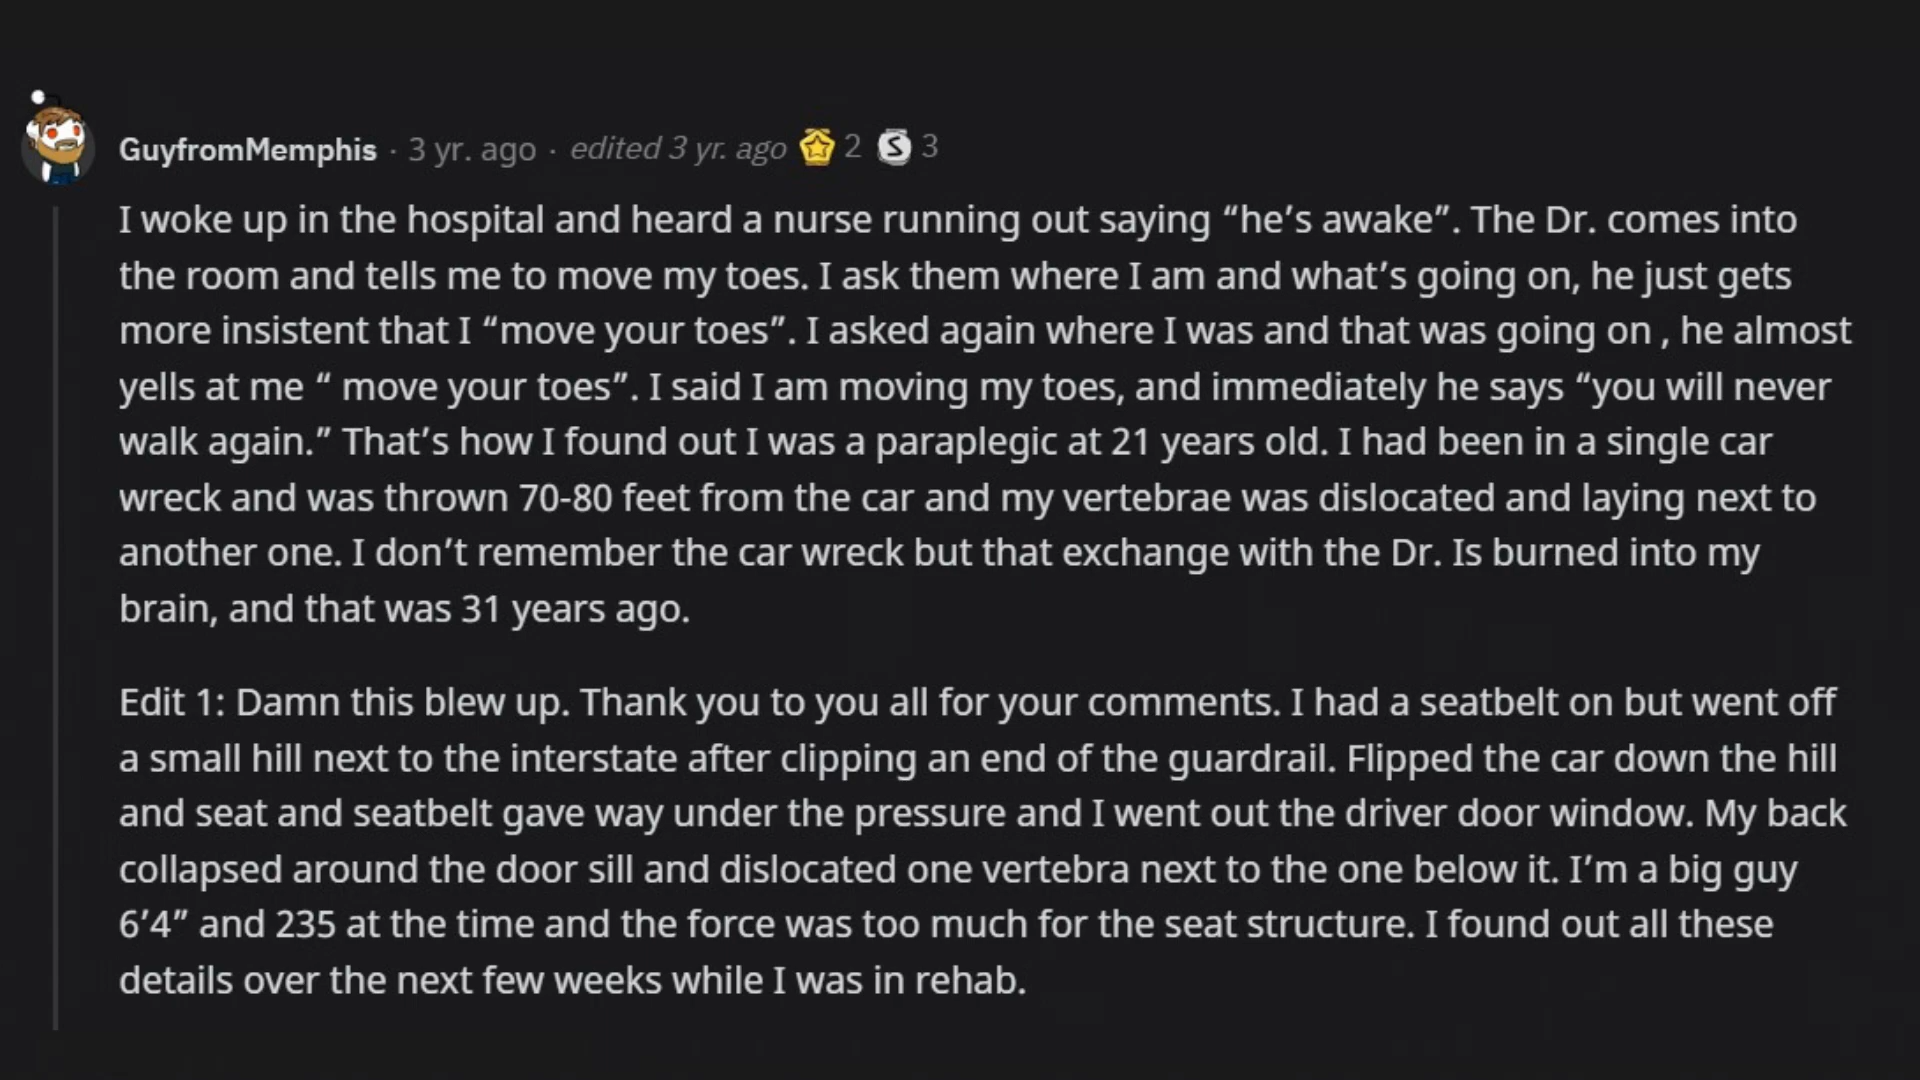 GuyfromMemphis · 3 yr. ago · edited 3 yr. ago 2 S 3
I woke up in the hospital and heard a nurse running out saying “he’s awake”. The Dr. comes into
the room and tells me to move my toes. I ask them where I am and what’s going on, he just gets
more insistent that I “move your toes”. I asked again where I was and that was going on , he almost
yells at me “ move your toes”. I said I am moving my toes, and immediately he says “you will never
walk again.” That’s how I found out I was a paraplegic at 21 years old. I had been in a single car
wreck and was thrown 70-80 feet from the car and my vertebrae was dislocated and laying next to
another one. I don’t remember the car wreck but that exchange with the Dr. Is burned into my
brain, and that was 31 years ago.
Edit 1: Damn this blew up. Thank you to you all for your comments. I had a seatbelt on but went off
a small hill next to the interstate after clipping an end of the guardrail. Flipped the car down the hill
and seat and seatbelt gave way under the pressure and I went out the driver door window. My back
collapsed around the door sill and dislocated one vertebra next to the one below it. I’m a big guy
6’4” and 235 at the time and the force was too much for the seat structure. I found out all these
details over the next few weeks while I was in rehab.